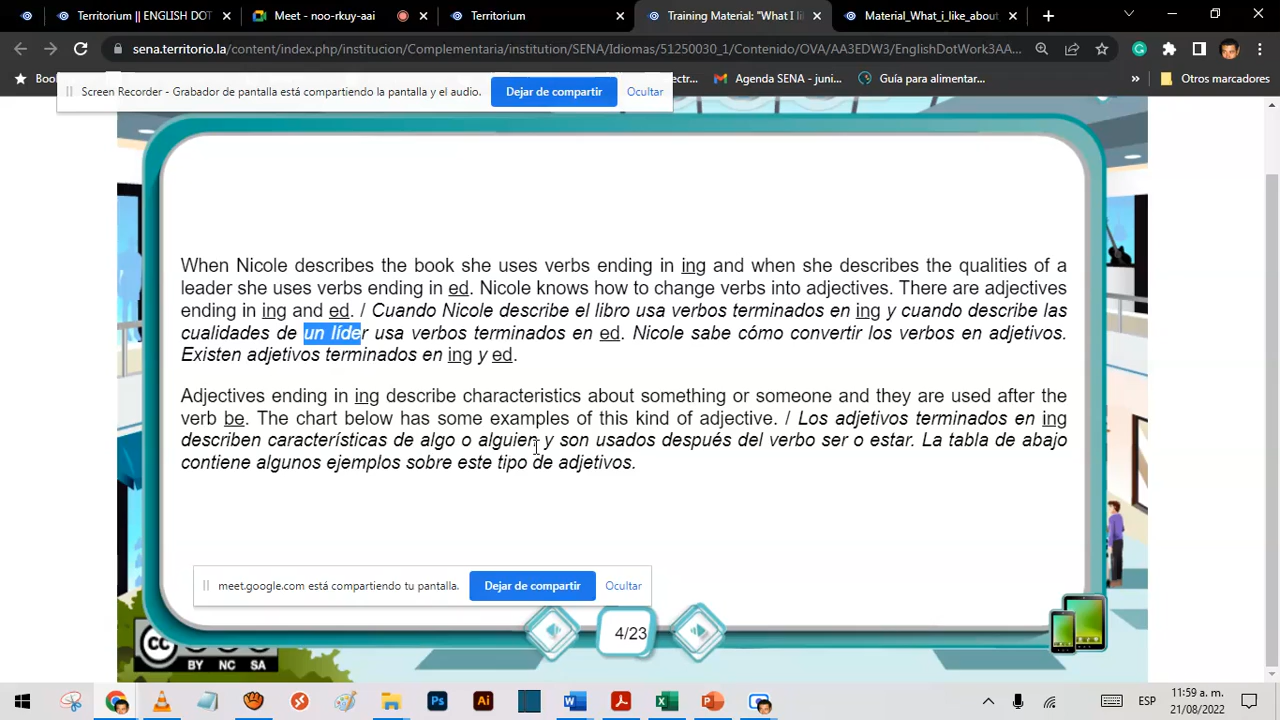 Territorium || ENGLISH DOT
Meet - noo-rkuy-aai
Territorium
Training Material: "What I li
Material_What_i_like_about
sena.territorio.la/content/index.php/institucion/Complementaria/institution/SENA/Idiomas/51250030_1/Contenido/OVA/AA3EDW3/EnglishDotWork3AA...
Agenda SENA - juni...
Guía para alimentar...
»
Otros marcadores
Screen Recorder - Grabador de pantalla está compartiendo la pantalla y el audio.
Dejar de compartir
Ocultar
When Nicole describes the book she uses verbs ending in ing and when she describes the qualities of a
leader she uses verbs ending in ed. Nicole knows how to change verbs into adjectives. There are adjectives
ending in ing and ed. / Cuando Nicole describe el libro usa verbos terminados en ing y cuando describe las
cualidades de un líder usa verbos terminados en ed. Nicole sabe cómo convertir los verbos en adjetivos.
Existen adjetivos terminados en ing y ed.
Adjectives ending in ing describe characteristics about something or someone and they are used after the
verb be. The chart below has some examples of this kind of adjective. / Los adjetivos terminados en ing
describen características de algo o alguien y son usados después del verbo ser o estar. La tabla de abajo
contiene algunos ejemplos sobre este tipo de adjetivos.
meet.google.com está compartiendo tu pantalla.
Dejar de compartir
Ocultar
4/23
CC
BY NC SA
Ps
Ai
ESP
11:59 a. m.
21/08/2022